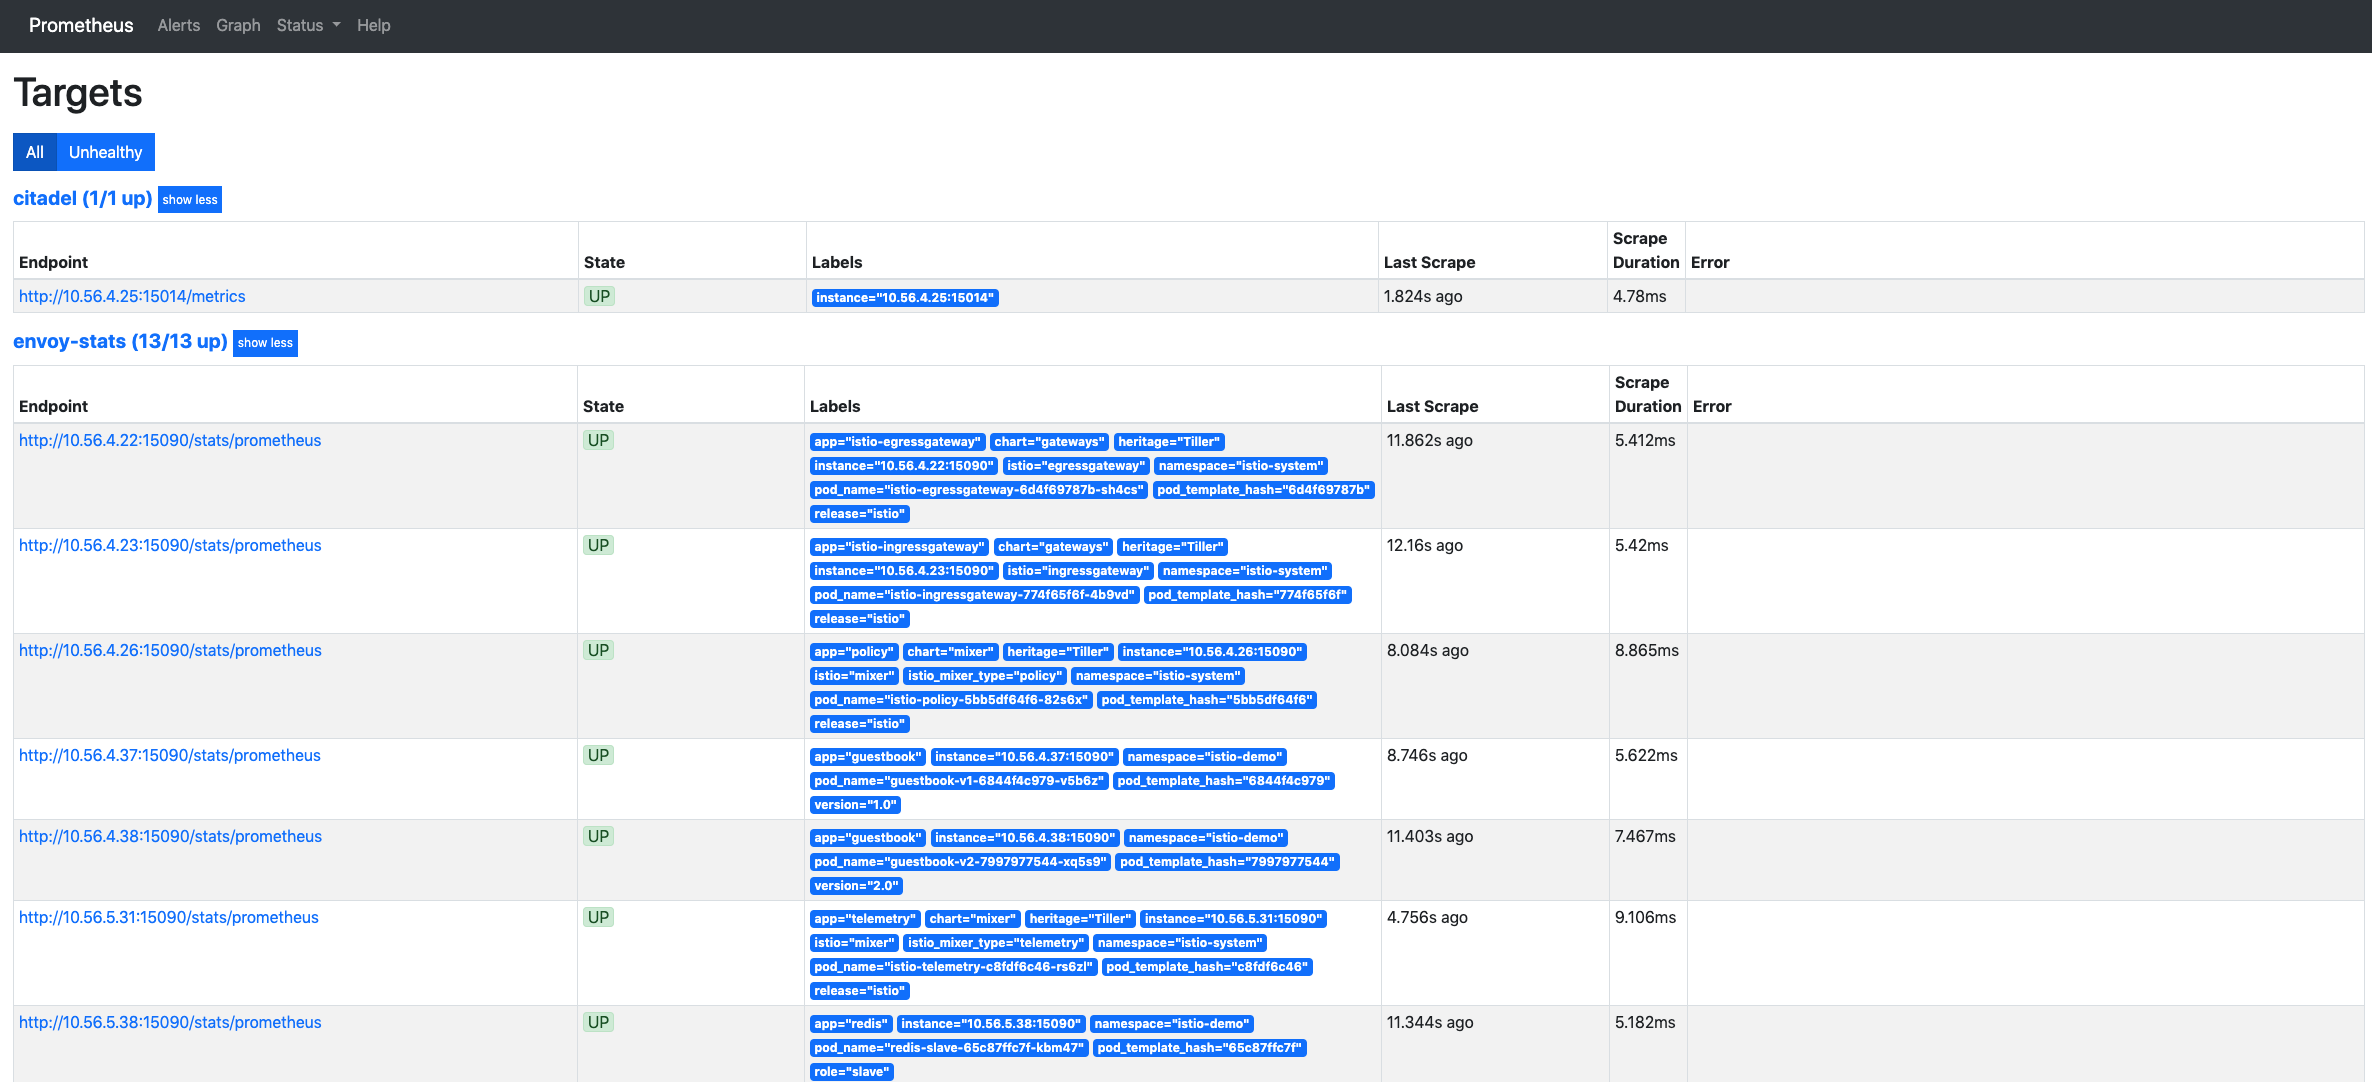 Prometheus Alerts Graph Status Help
Targets
All Unhealthy
citadel (1/1 up) show less
Endpoint State Labels Last Scrape Scrape Duration Error
http://10.56.4.25:15014/metrics UP instance="10.56.4.25:15014" 1.824s ago 4.78ms
envoy-stats (13/13 up) show less
Endpoint State Labels Last Scrape Scrape Duration Error
http://10.56.4.22:15090/stats/prometheus UP app="istio-egressgateway" chart="gateways" heritage="Tiller" 11.862s ago 5.412ms
instance="10.56.4.22:15090" istio="egressgateway" namespace="istio-system"
pod_name="istio-egressgateway-6d4f69787b-sh4cs" pod_template_hash="6d4f69787b"
release="istio"
http://10.56.4.23:15090/stats/prometheus UP app="istio-ingressgateway" chart="gateways" heritage="Tiller" 12.16s ago 5.42ms
instance="10.56.4.23:15090" istio="ingressgateway" namespace="istio-system"
pod_name="istio-ingressgateway-774f65f6f-4b9vd" pod_template_hash="774f65f6f"
release="istio"
http://10.56.4.26:15090/stats/prometheus UP app="policy" chart="mixer" heritage="Tiller" instance="10.56.4.26:15090" 8.084s ago 8.865ms
istio="mixer" istio_mixer_type="policy" namespace="istio-system"
pod_name="istio-policy-5bb5df64f6-82s6x" pod_template_hash="5bb5df64f6"
release="istio"
http://10.56.4.37:15090/stats/prometheus UP app="guestbook" instance="10.56.4.37:15090" namespace="istio-demo" 8.746s ago 5.622ms
pod_name="guestbook-v1-6844f4c979-v5b6z" pod_template_hash="6844f4c979"
version="1.0"
http://10.56.4.38:15090/stats/prometheus UP app="guestbook" instance="10.56.4.38:15090" namespace="istio-demo" 11.403s ago 7.467ms
pod_name="guestbook-v2-7997977544-xq5s9" pod_template_hash="7997977544"
version="2.0"
http://10.56.5.31:15090/stats/prometheus UP app="telemetry" chart="mixer" heritage="Tiller" instance="10.56.5.31:15090" 4.756s ago 9.106ms
istio="mixer" istio_mixer_type="telemetry" namespace="istio-system"
pod_name="istio-telemetry-c8fdf6c46-rs6zl" pod_template_hash="c8fdf6c46"
release="istio"
http://10.56.5.38:15090/stats/prometheus UP app="redis" instance="10.56.5.38:15090" namespace="istio-demo" 11.344s ago 5.182ms
pod_name="redis-slave-65c87ffc7f-kbm47" pod_template_hash="65c87ffc7f"
role="slave"